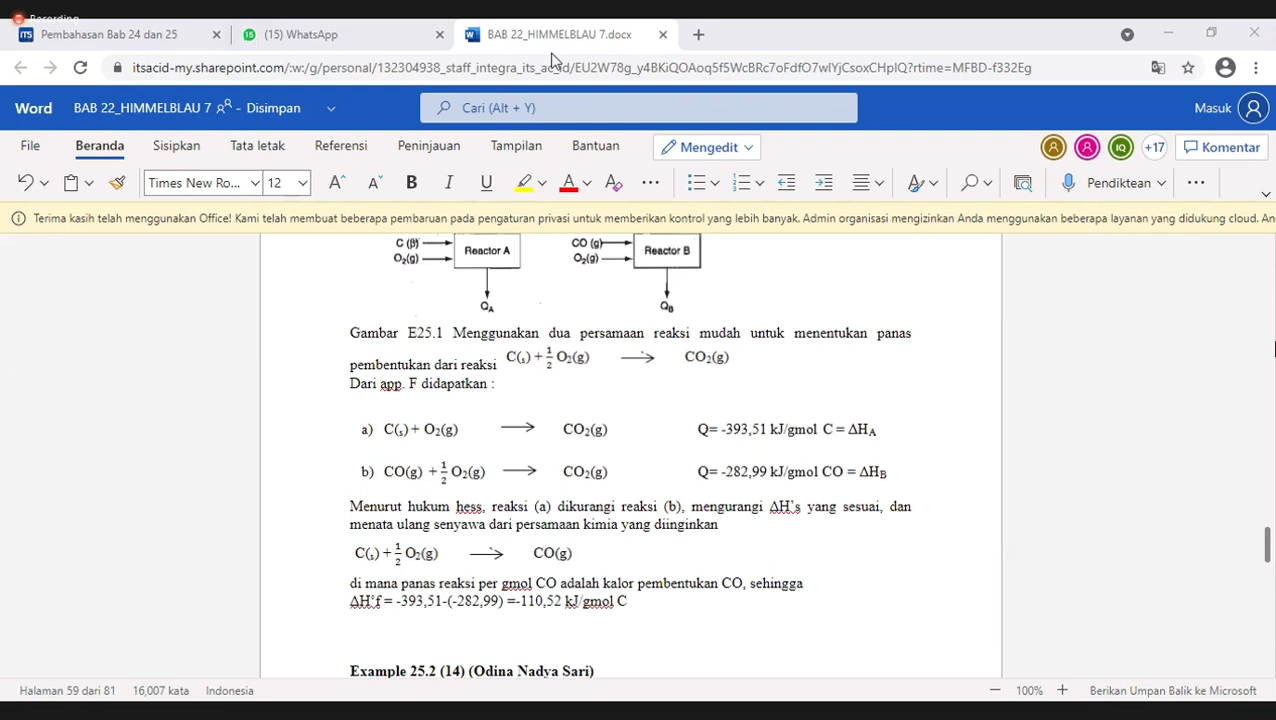 Recording
Pembahasan Bab 24 dan 25
(15) WhatsApp
BAB 22_HIMMELBLAU 7.docx
itsacid-my.sharepoint.com/:w:/g/personal/132304938_staff_integra_its_ac_id/EU2W78g_y4BKiQOAoq5f5WcBRc7oFdfO7wIYjCsoxCHpIQ?rtime=MFBD-f332Eg
Word
BAB 22_HIMMELBLAU 7 - Disimpan
Cari (Alt + Y)
Masuk
File Beranda Sisipkan Tata letak Referensi Peninjauan Tampilan Bantuan Mengedit IQ +17 Komentar
Times New Ro... 12 Pendiktean
Terima kasih telah menggunakan Office! Kami telah membuat beberapa pembaruan pada pengaturan privasi untuk memberikan kontrol yang lebih banyak. Admin organisasi mengizinkan Anda menggunakan beberapa layanan yang didukung cloud. An
C (β) Reactor A CO (g) Reactor B
O₂(g) O₂(g)
Q_A Q_B
Gambar E25.1 Menggunakan dua persamaan reaksi mudah untuk menentukan panas
pembentukan dari reaksi C(s) + 1/2 O₂(g) → CO₂(g)
Dari app. F didapatkan :
a) C(s) + O₂(g) → CO₂(g) Q= -393,51 kJ/gmol C = ΔH_A
b) CO(g) + 1/2 O₂(g) → CO₂(g) Q= -282,99 kJ/gmol CO = ΔH_B
Menurut hukum hess, reaksi (a) dikurangi reaksi (b), mengurangi ΔH's yang sesuai, dan
menata ulang senyawa dari persamaan kimia yang diinginkan
C(s) + 1/2 O₂(g) → CO(g)
di mana panas reaksi per gmol CO adalah kalor pembentukan CO, sehingga
ΔH°f = -393,51-(-282,99) =-110,52 kJ/gmol C
Example 25.2 (14) (Odina Nadya Sari)
Halaman 59 dari 81 16,007 kata Indonesia 100% Berikan Umpan Balik ke Microsoft